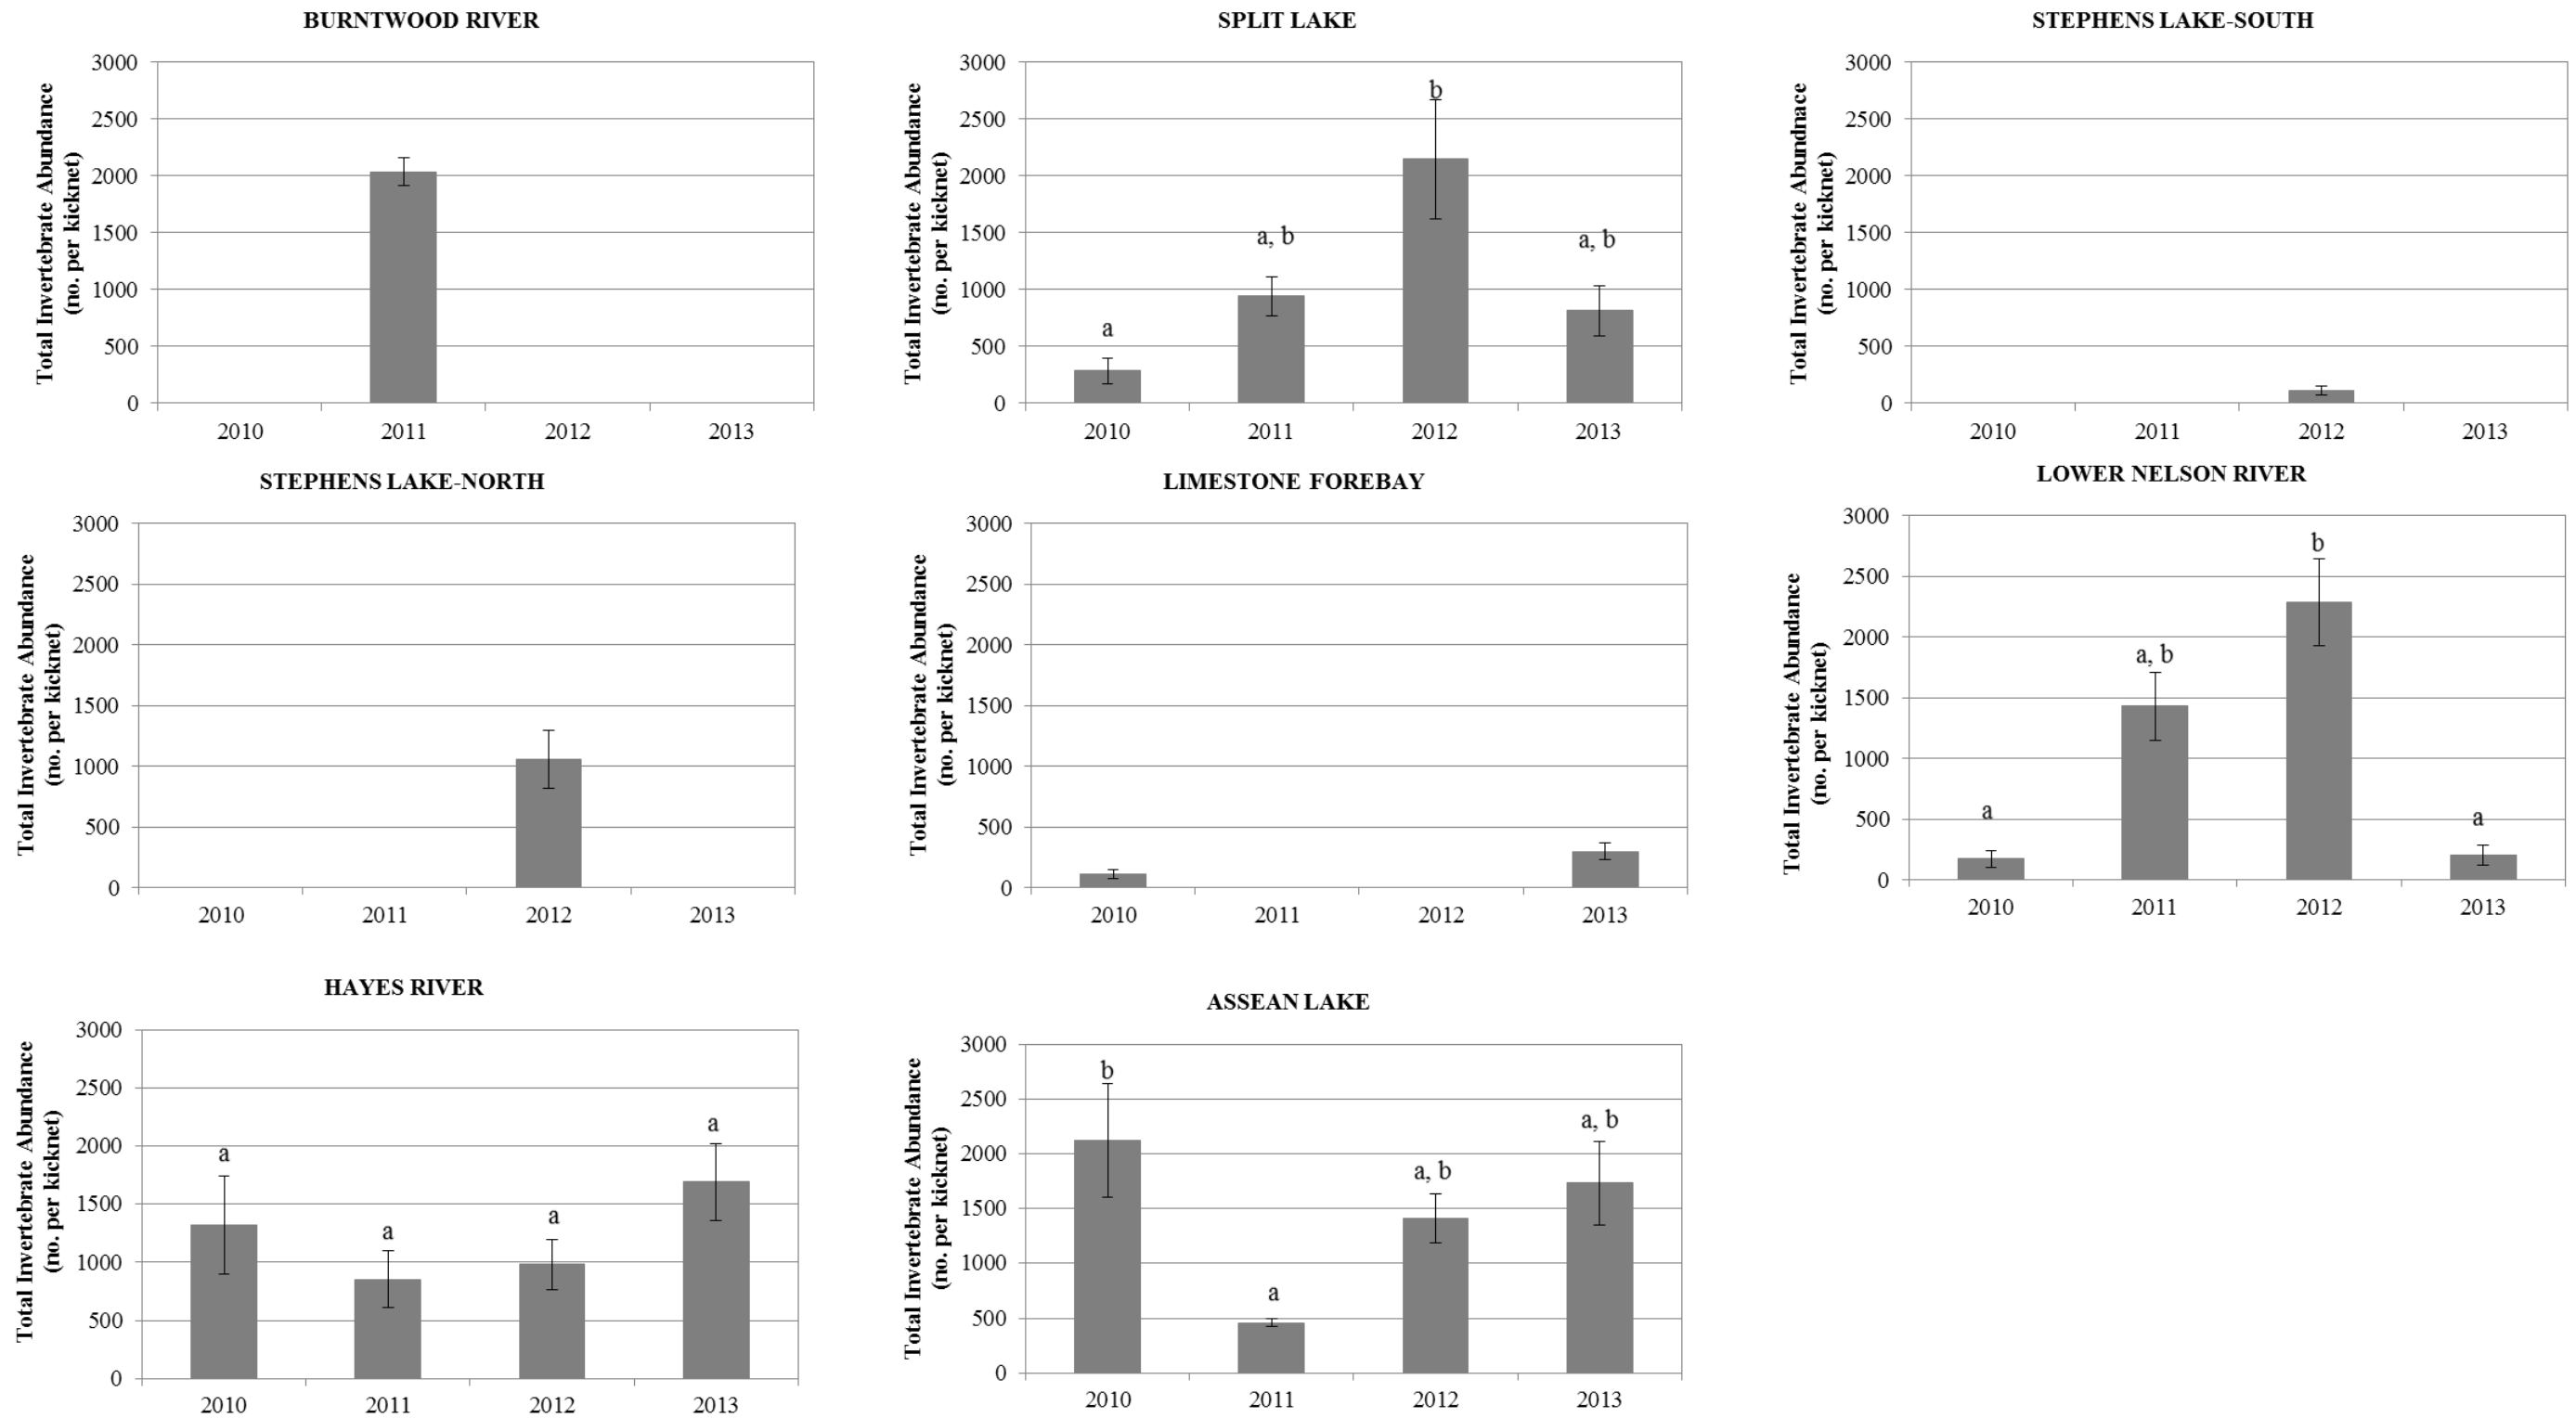 BURNTWOOD RIVER
Total Invertebrate Abundance
(no. per kicknet)
3000
2500
2000
1500
1000
500
0
2010
2011
2012
2013
SPLIT LAKE
Total Invertebrate Abundance
(no. per kicknet)
3000
2500
2000
1500
1000
500
0
a
a, b
b
a, b
2010
2011
2012
2013
STEPHENS LAKE-SOUTH
Total Invertebrate Abundnace
(no. per kicknet)
3000
2500
2000
1500
1000
500
0
2010
2011
2012
2013
STEPHENS LAKE-NORTH
Total Invertebrate Abundance
(no. per kicknet)
3000
2500
2000
1500
1000
500
0
2010
2011
2012
2013
LIMESTONE FOREBAY
Total Invertebrate Abundance
(no. per kicknet)
3000
2500
2000
1500
1000
500
0
2010
2011
2012
2013
LOWER NELSON RIVER
Total Invertebrate Abundance
(no. per kicknet)
3000
2500
2000
1500
1000
500
0
a
a, b
b
a
2010
2011
2012
2013
HAYES RIVER
Total Invertebrate Abundance
(no. per kicknet)
3000
2500
2000
1500
1000
500
0
a
a
a
a
2010
2011
2012
2013
ASSEAN LAKE
Total Invertebrate Abundance
(no. per kicknet)
3000
2500
2000
1500
1000
500
0
b
a
a, b
a, b
2010
2011
2012
2013